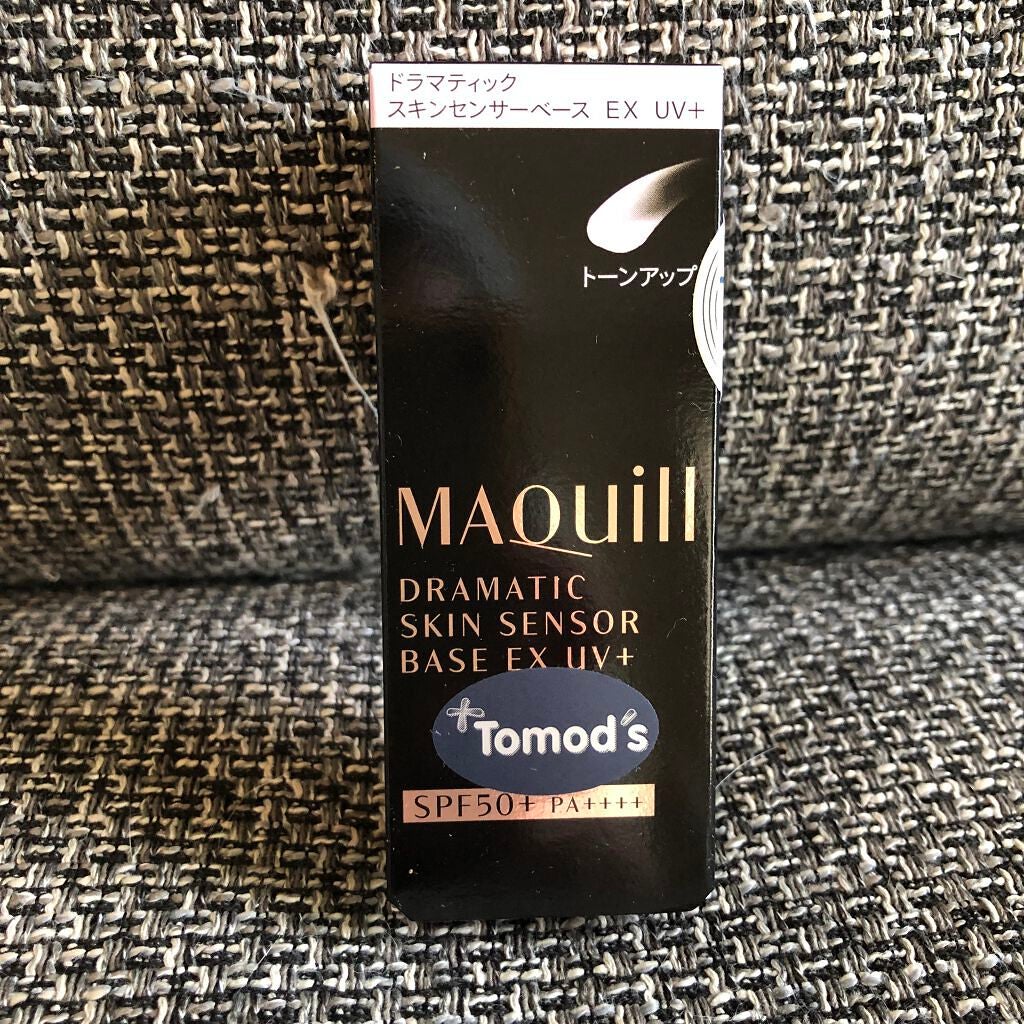 ドラマティック
スキンセンサーベース EX UV+
トーンアップ
MAQuill
DRAMATIC
SKIN SENSOR
BASE EX UV+
Tomod's
SPF50+ PA++++